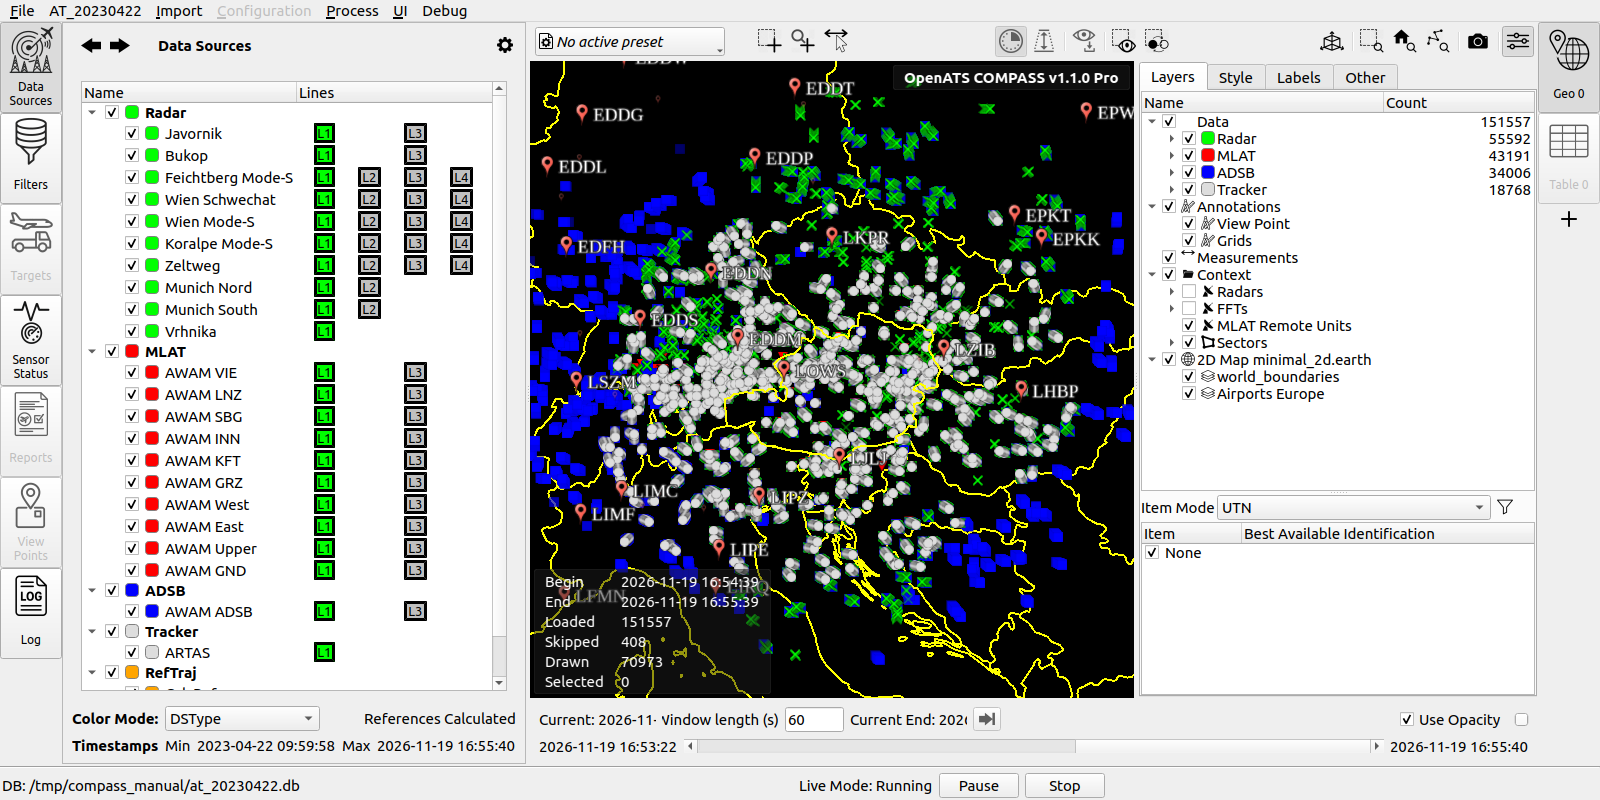 File AT_20230422 Import Configuration Process UI Debug
Data Sources
Filters
Targets
Sensor Status
Reports
View Points
LOG
Log
Data Sources
Name Lines
Radar
Javornik L1 L3
Bukop L1 L3
Feichtberg Mode-S L1 L2 L3 L4
Wien Schwechat L1 L2 L3 L4
Wien Mode-S L1 L2 L3 L4
Koralpe Mode-S L1 L2 L3 L4
Zeltweg L1 L2 L3 L4
Munich Nord L1 L2
Munich South L1 L2
Vrhnika L1
MLAT
AWAM VIE L1 L3
AWAM LNZ L1 L3
AWAM SBG L1 L3
AWAM INN L1 L3
AWAM KFT L1 L3
AWAM GRZ L1 L3
AWAM West L1 L3
AWAM East L1 L3
AWAM Upper L1 L3
AWAM GND L1 L3
ADSB
AWAM ADSB L1 L3
Tracker
ARTAS L1
RefTraj
Color Mode: DSType References Calculated
Timestamps Min 2023-04-22 09:59:58 Max 2026-11-19 16:55:40
No active preset
OpenATS COMPASS v1.1.0 Pro
EDDT
EDDG
EPW
EDDP
EDDL
EPKT
LKPR
EPKK
EDFH
EDDN
EDDS
EDDM
LZIB
LOWS
LSZM
LHBP
LJLJ
LIMC
LIPZ
LIMF
LIPE
LIRQ
LFMN
Begin 2026-11-19 16:54:39
End 2026-11-19 16:55:39
Loaded 151557
Skipped 408
Drawn 70973
Selected 0
Current: 2026-11- Window length (s) 60 Current End: 202
Use Opacity
2026-11-19 16:53:22 2026-11-19 16:55:40
Layers Style Labels Other
Name Count
Data 151557
Radar 55592
MLAT 43191
ADSB 34006
Tracker 18768
Annotations
View Point
Grids
Measurements
Context
Radars
FFTs
MLAT Remote Units
Sectors
2D Map minimal_2d.earth
world_boundaries
Airports Europe
Item Mode UTN
Item Best Available Identification
None
Geo 0
Table 0
DB: /tmp/compass_manual/at_20230422.db
Live Mode: Running Pause Stop